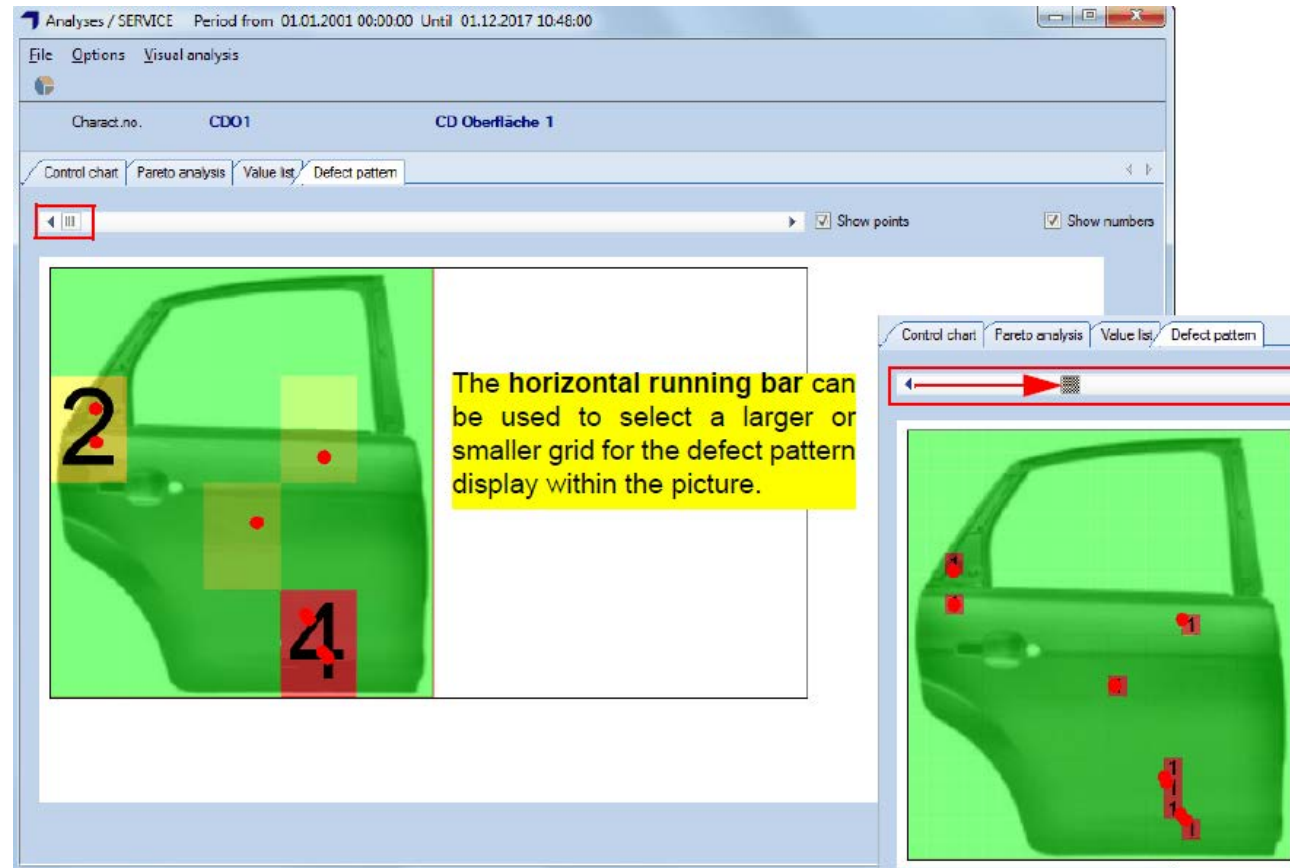 Analyses / SERVICE Period from 01.01.2001 00:00:00 Until 01.12.2017 10:48:00
File Options Visual analysis
Charact.no. CDO1 CD Oberfläche 1
Control chart Pareto analysis Value list Defect pattern
Show points Show numbers
2
4
The horizontal running bar can
be used to select a larger or
smaller grid for the defect pattern
display within the picture.
Control chart Pareto analysis Value list Defect pattern
1
1
1
1
1